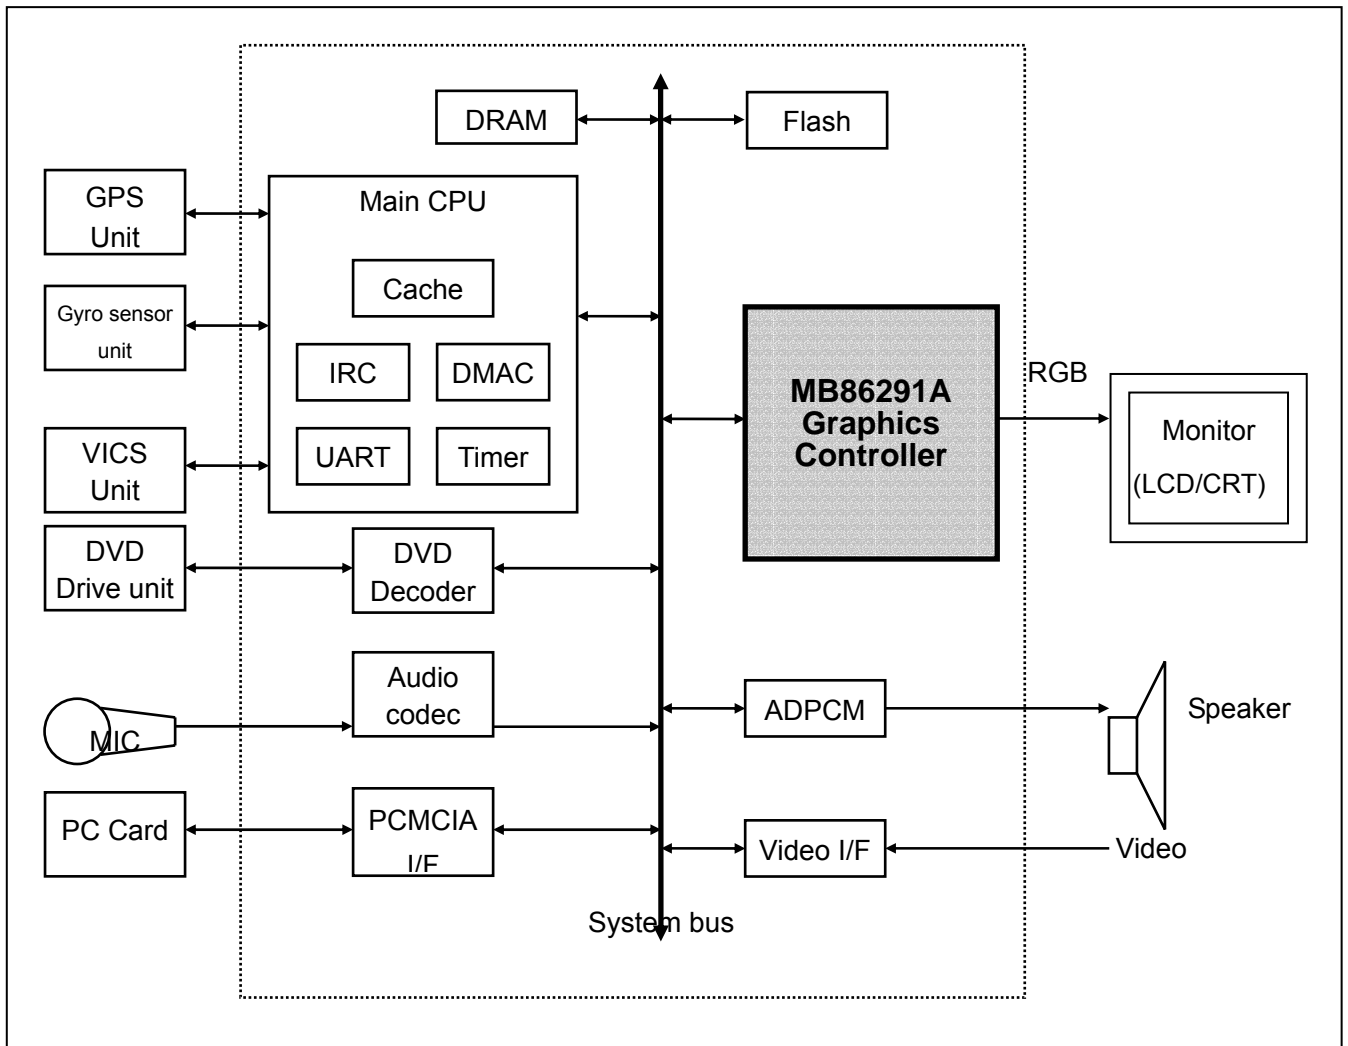 DRAM
Flash
GPS
Unit
Main CPU
Cache
Gyro sensor
unit
IRC
DMAC
MB86291A
Graphics
Controller
RGB
Monitor
(LCD/CRT)
VICS
Unit
UART
Timer
DVD
Drive unit
DVD
Decoder
Audio
codec
MIC
ADPCM
Speaker
PC Card
PCMCIA
I/F
Video I/F
Video
System bus